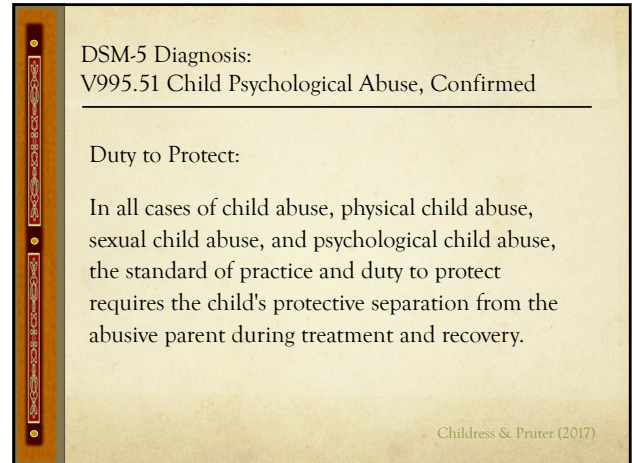 DSM-5 Diagnosis:
V995.51 Child Psychological Abuse, Confirmed
Duty to Protect:
In all cases of child abuse, physical child abuse,
sexual child abuse, and psychological child abuse,
the standard of practice and duty to protect
requires the child's protective separation from the
abusive parent during treatment and recovery.
Childress & Pruter (2017)